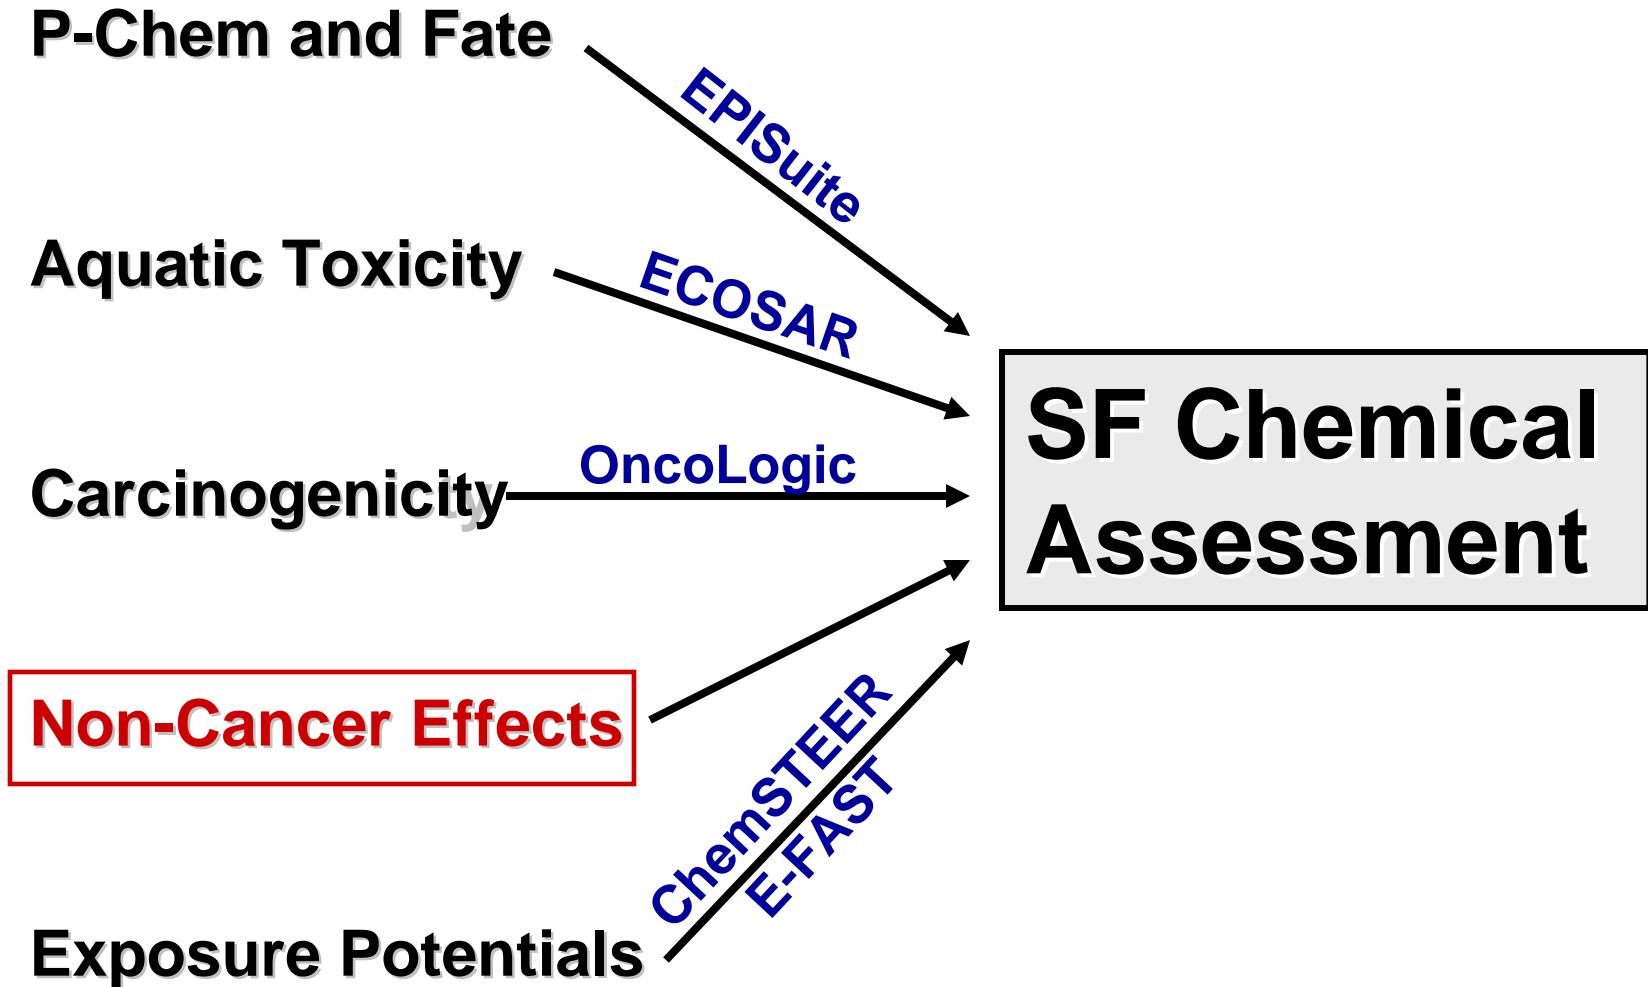 P-Chem and Fate
EPISuite
Aquatic Toxicity
ECOSAR
Carcinogenicity
OncoLogic
SF Chemical
Assessment
Non-Cancer Effects
ChemSTEER
E-FAST
Exposure Potentials